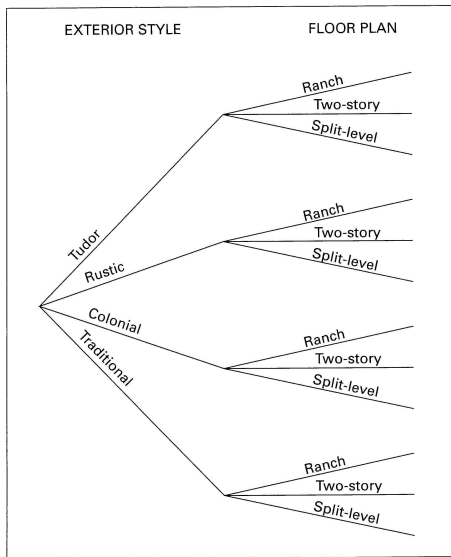 EXTERIOR STYLE FLOOR PLAN
Ranch
Two-story
Split-level
Tudor
Ranch
Two-story
Split-level
Rustic
Ranch
Two-story
Split-level
Colonial
Ranch
Two-story
Split-level
Traditional